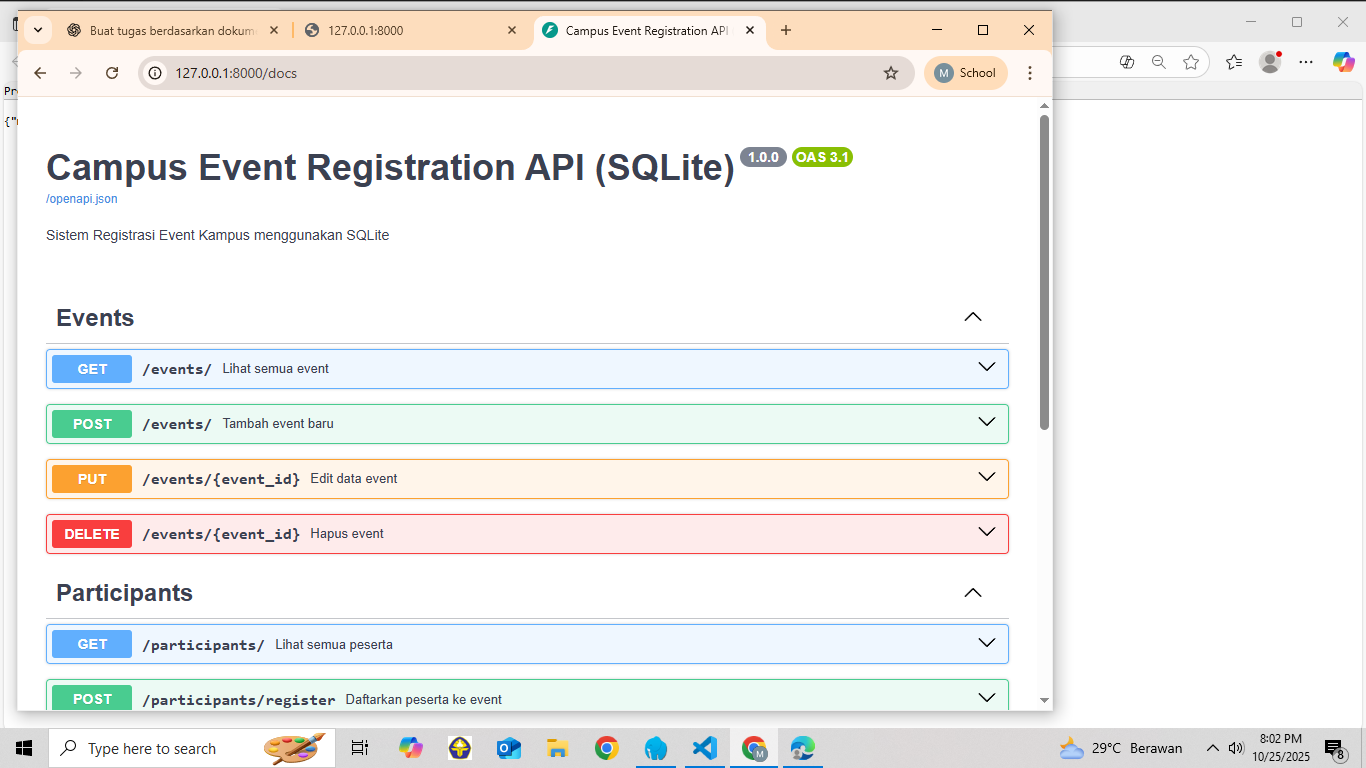 Buat tugas berdasarkan dokum
127.0.0.1:8000
Campus Event Registration API
127.0.0.1:8000/docs
M School
Campus Event Registration API (SQLite) 1.0.0 OAS 3.1
/openapi.json
Sistem Registrasi Event Kampus menggunakan SQLite
Events
GET /events/ Lihat semua event
POST /events/ Tambah event baru
PUT /events/{event_id} Edit data event
DELETE /events/{event_id} Hapus event
Participants
GET /participants/ Lihat semua peserta
POST /participants/register Daftarkan peserta ke event
Type here to search
29°C Berawan
8:02 PM
10/25/2025
8